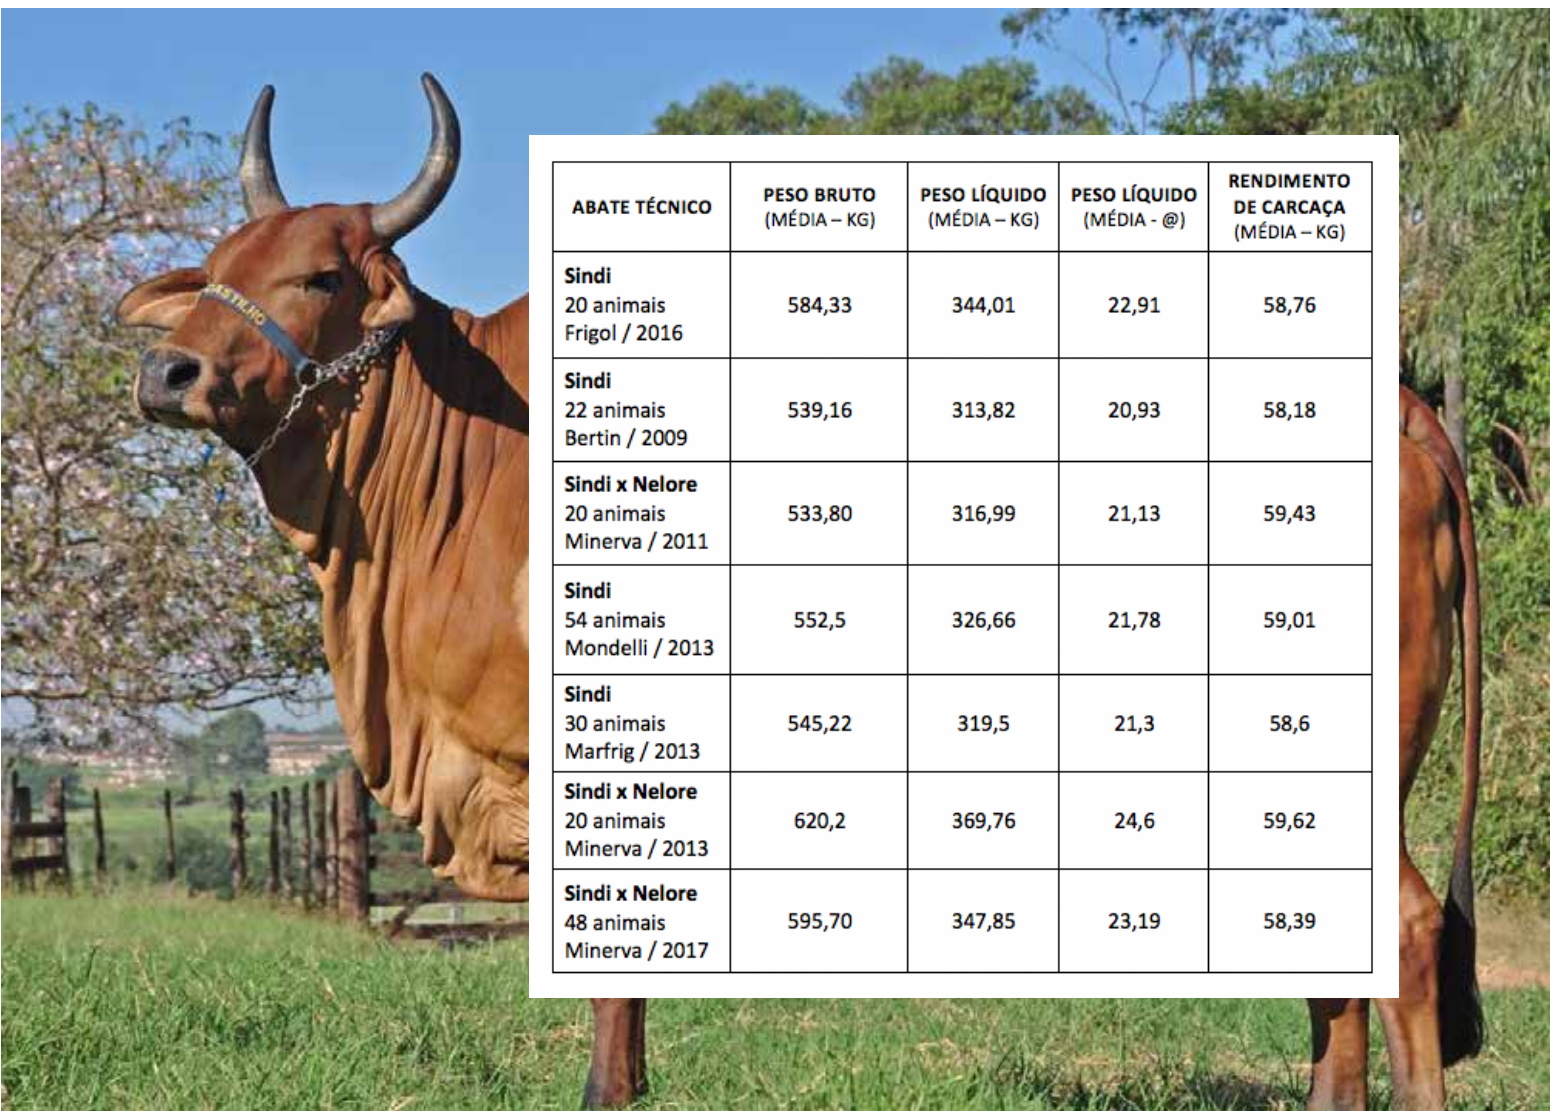 ABATE TÉCNICO
PESO BRUTO
(MÉDIA – KG)
PESO LÍQUIDO
(MÉDIA – KG)
PESO LÍQUIDO
(MÉDIA - @)
RENDIMENTO
DE CARCAÇA
(MÉDIA – KG)
Sindi
20 animais
Frigol / 2016
584,33
344,01
22,91
58,76
Sindi
22 animais
Bertin / 2009
539,16
313,82
20,93
58,18
Sindi x Nelore
20 animais
Minerva / 2011
533,80
316,99
21,13
59,43
Sindi
54 animais
Mondelli / 2013
552,5
326,66
21,78
59,01
Sindi
30 animais
Marfrig / 2013
545,22
319,5
21,3
58,6
Sindi x Nelore
20 animais
Minerva / 2013
620,2
369,76
24,6
59,62
Sindi x Nelore
48 animais
Minerva / 2017
595,70
347,85
23,19
58,39